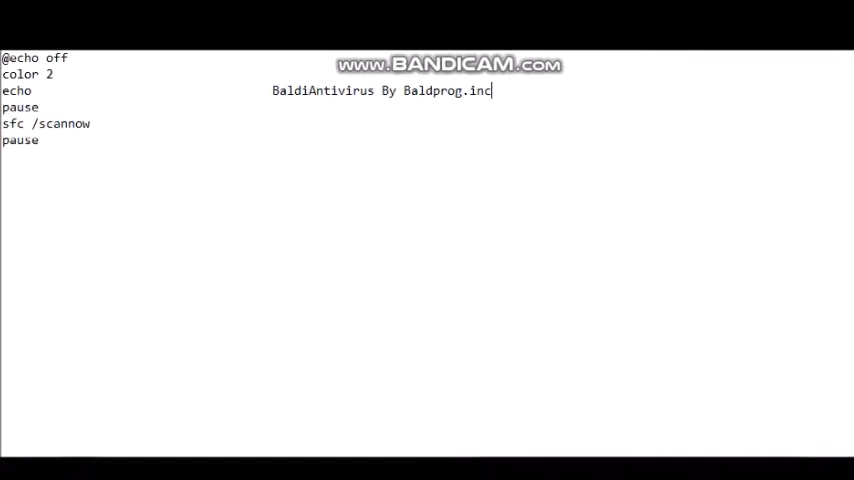 @echo off
www.BANDICAM.com
color 2
echo                                 BaldiAntivirus By Baldprog.inc
pause
sfc /scannow
pause